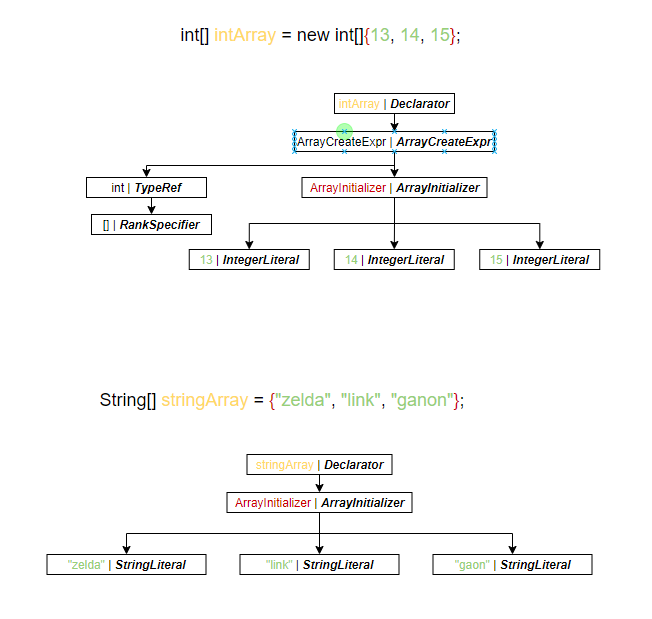 int[] intArray = new int[]{13, 14, 15};
intArray | Declarator
ArrayCreateExpr | ArrayCreateExpr
int | TypeRef
ArrayInitializer | ArrayInitializer
[] | RankSpecifier
13 | IntegerLiteral
14 | IntegerLiteral
15 | IntegerLiteral
String[] stringArray = {"zelda", "link", "ganon"};
stringArray | Declarator
ArrayInitializer | ArrayInitializer
"zelda" | StringLiteral
"link" | StringLiteral
"gaon" | StringLiteral